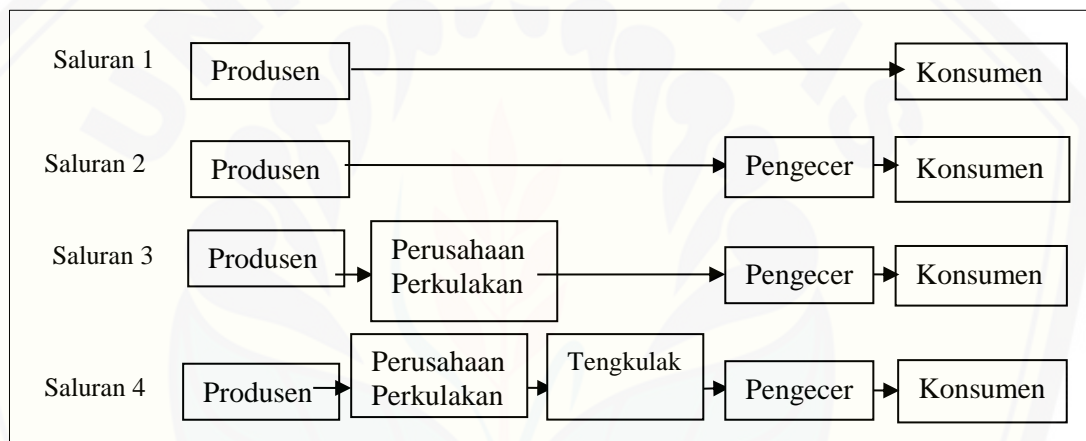 Saluran 1
Produsen
Konsumen
Saluran 2
Produsen
Pengecer
Konsumen
Saluran 3
Produsen
Perusahaan
Perkulakan
Pengecer
Konsumen
Saluran 4
Produsen
Perusahaan
Perkulakan
Tengkulak
Pengecer
Konsumen